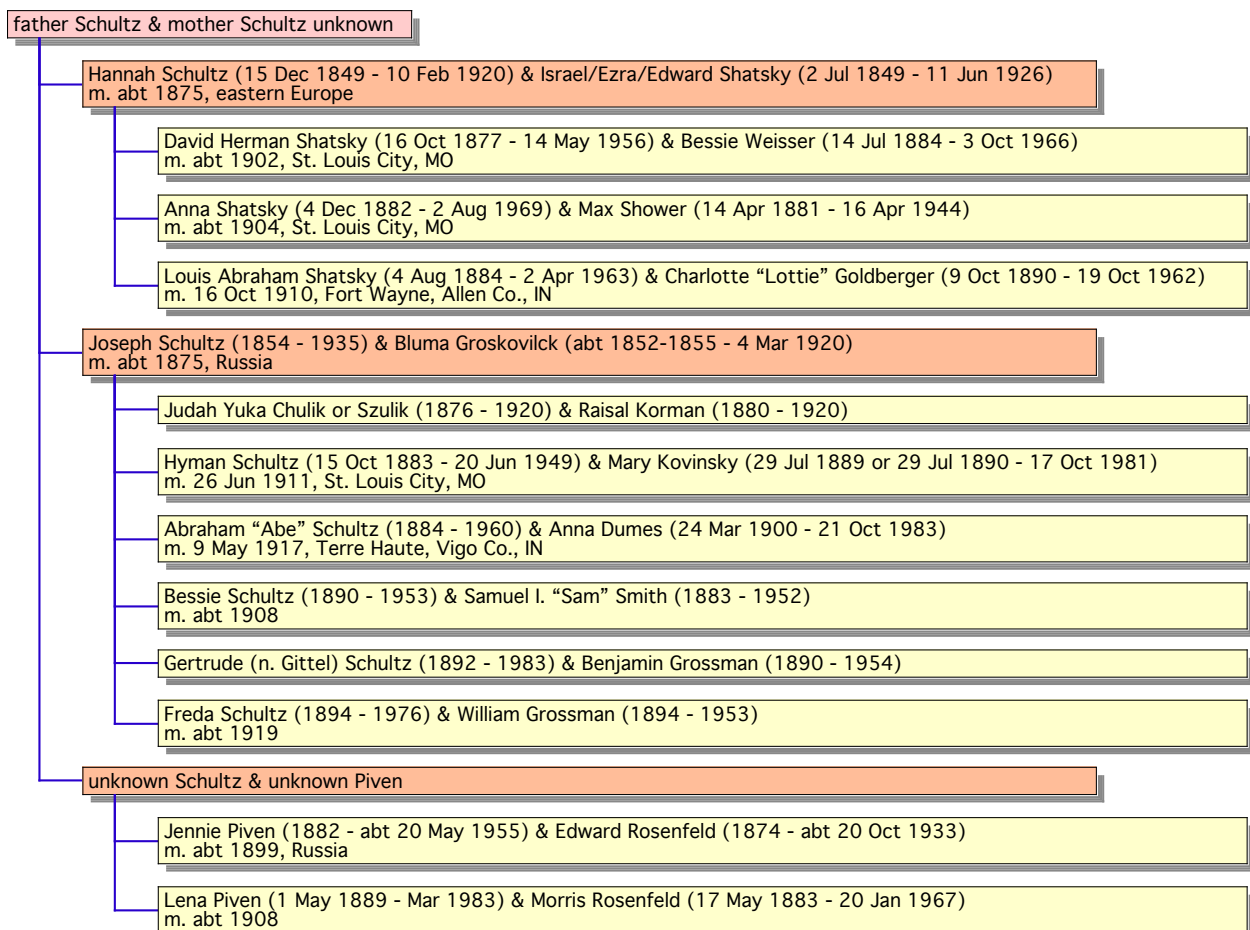 father Schultz & mother Schultz unknown
Hannah Schultz (15 Dec 1849 - 10 Feb 1920) & Israel/Ezra/Edward Shatsky (2 Jul 1849 - 11 Jun 1926)
m. abt 1875, eastern Europe
David Herman Shatsky (16 Oct 1877 - 14 May 1956) & Bessie Weisser (14 Jul 1884 - 3 Oct 1966)
m. abt 1902, St. Louis City, MO
Anna Shatsky (4 Dec 1882 - 2 Aug 1969) & Max Shower (14 Apr 1881 - 16 Apr 1944)
m. abt 1904, St. Louis City, MO
Louis Abraham Shatsky (4 Aug 1884 - 2 Apr 1963) & Charlotte “Lottie” Goldberger (9 Oct 1890 - 19 Oct 1962)
m. 16 Oct 1910, Fort Wayne, Allen Co., IN
Joseph Schultz (1854 - 1935) & Bluma Groskovilck (abt 1852-1855 - 4 Mar 1920)
m. abt 1875, Russia
Judah Yuka Chulik or Szulik (1876 - 1920) & Raisal Korman (1880 - 1920)
Hyman Schultz (15 Oct 1883 - 20 Jun 1949) & Mary Kovinsky (29 Jul 1889 or 29 Jul 1890 - 17 Oct 1981)
m. 26 Jun 1911, St. Louis City, MO
Abraham “Abe” Schultz (1884 - 1960) & Anna Dumes (24 Mar 1900 - 21 Oct 1983)
m. 9 May 1917, Terre Haute, Vigo Co., IN
Bessie Schultz (1890 - 1953) & Samuel I. “Sam” Smith (1883 - 1952)
m. abt 1908
Gertrude (n. Gittel) Schultz (1892 - 1983) & Benjamin Grossman (1890 - 1954)
Freda Schultz (1894 - 1976) & William Grossman (1894 - 1953)
m. abt 1919
unknown Schultz & unknown Piven
Jennie Piven (1882 - abt 20 May 1955) & Edward Rosenfeld (1874 - abt 20 Oct 1933)
m. abt 1899, Russia
Lena Piven (1 May 1889 - Mar 1983) & Morris Rosenfeld (17 May 1883 - 20 Jan 1967)
m. abt 1908